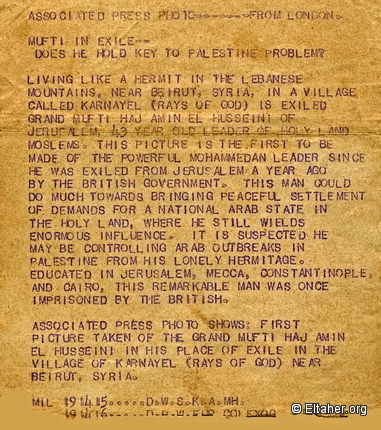 ASSOCIATED PRESS PHOTO--------FROM LONDON.
MUFTI IN EXILE--
DOES HE HOLD KEY TO PALESTINE PROBLEM?
LIVING LIKE A HERMIT IN THE LEBANESE
MOUNTAINS, NEAR BEIRUT, SYRIA, IN A VILLAGE
CALLED KARNAYEL (RAYS OF GOD) IS EXILED
GRAND MUFTI HAJ AMIN EL HUSSEINI OF
JERUSALEM, 43 YEAR OLD LEADER OF HOLY LAND
MOSLEMS. THIS PICTURE IS THE FIRST TO BE
MADE OF THE POWERFUL MOHAMMEDAN LEADER SINCE
HE WAS EXILED FROM JERUSALEM A YEAR AGO
BY THE BRITISH GOVERNMENT. THIS MAN COULD
DO MUCH TOWARDS BRINGING PEACEFUL SETTLEMENT
OF DEMANDS FOR A NATIONAL ARAB STATE IN
THE HOLY LAND, WHERE HE STILL WIELDS
ENORMOUS INFLUENCE. IT IS SUSPECTED HE
MAY BE CONTROLLING ARAB OUTBREAKS IN
PALESTINE FROM HIS LONELY HERMITAGE.
EDUCATED IN JERUSALEM, MECCA, CONSTANTINOPLE,
AND CAIRO, THIS REMARKABLE MAN WAS ONCE
IMPRISONED BY THE BRITISH.
ASSOCIATED PRESS PHOTO SHOWS: FIRST
PICTURE TAKEN OF THE GRAND MUFTI HAJ AMIN
EL HUSSEINI IN HIS PLACE OF EXILE IN THE
VILLAGE OF KARNAYEL (RAYS OF GOD) NEAR
BEIRUT, SYRIA.
MIL 191415.....D.W.S.K.A.MH.
© Eltaher.org